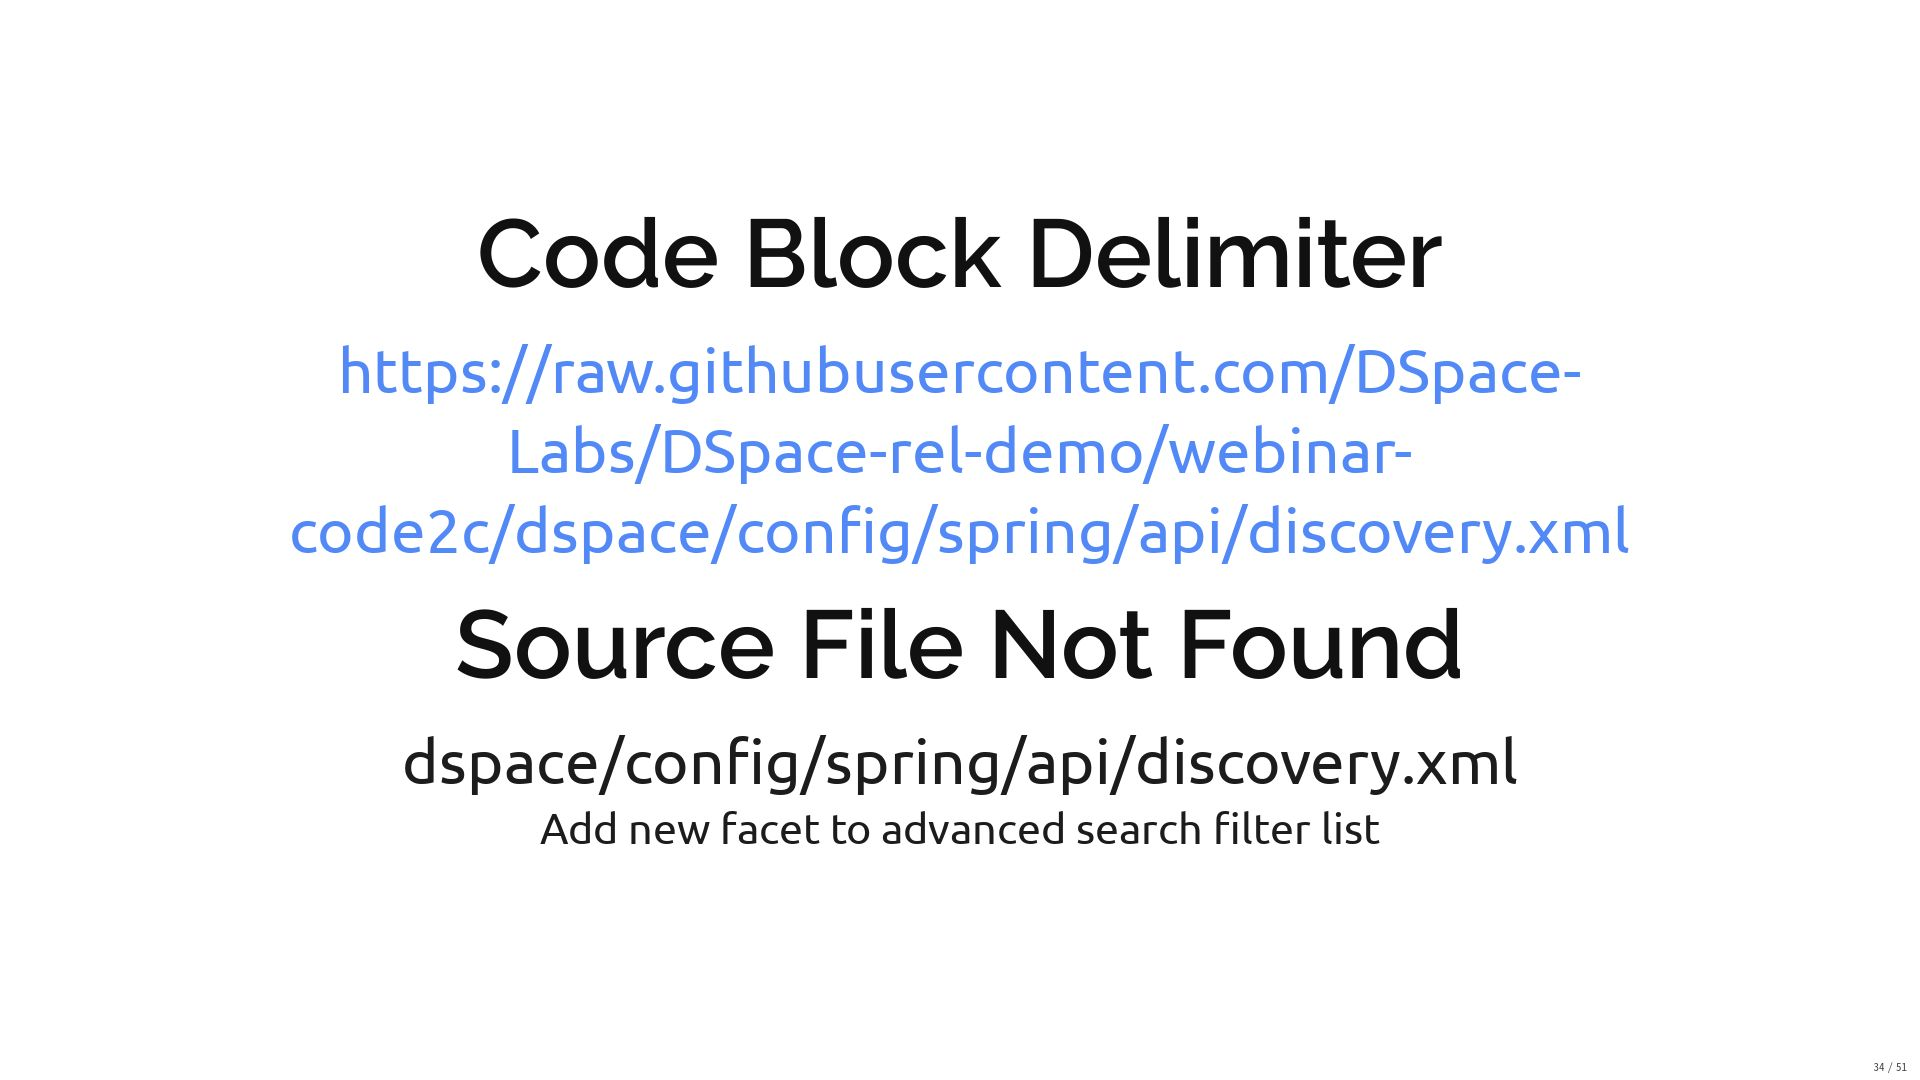 Code Block Delimiter
https://raw.githubusercontent.com/DSpace-
Labs/DSpace-rel-demo/webinar-
code2c/dspace/config/spring/api/discovery.xml
Source File Not Found
dspace/config/spring/api/discovery.xml
Add new facet to advanced search filter list
34 / 51